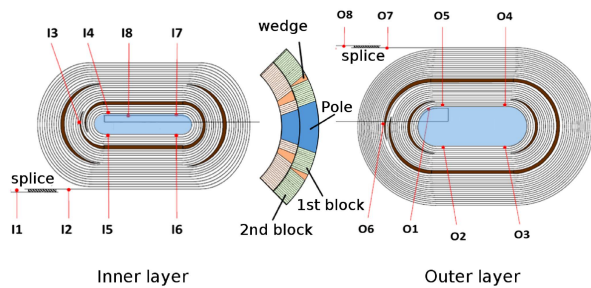 O8 O7 O5 O4
wedge
I3 I4 I8 I7
splice
Pole
splice
1st block
O6 O1 O2 O3
I1 I2 I5 I6
2nd block
Inner layer
Outer layer